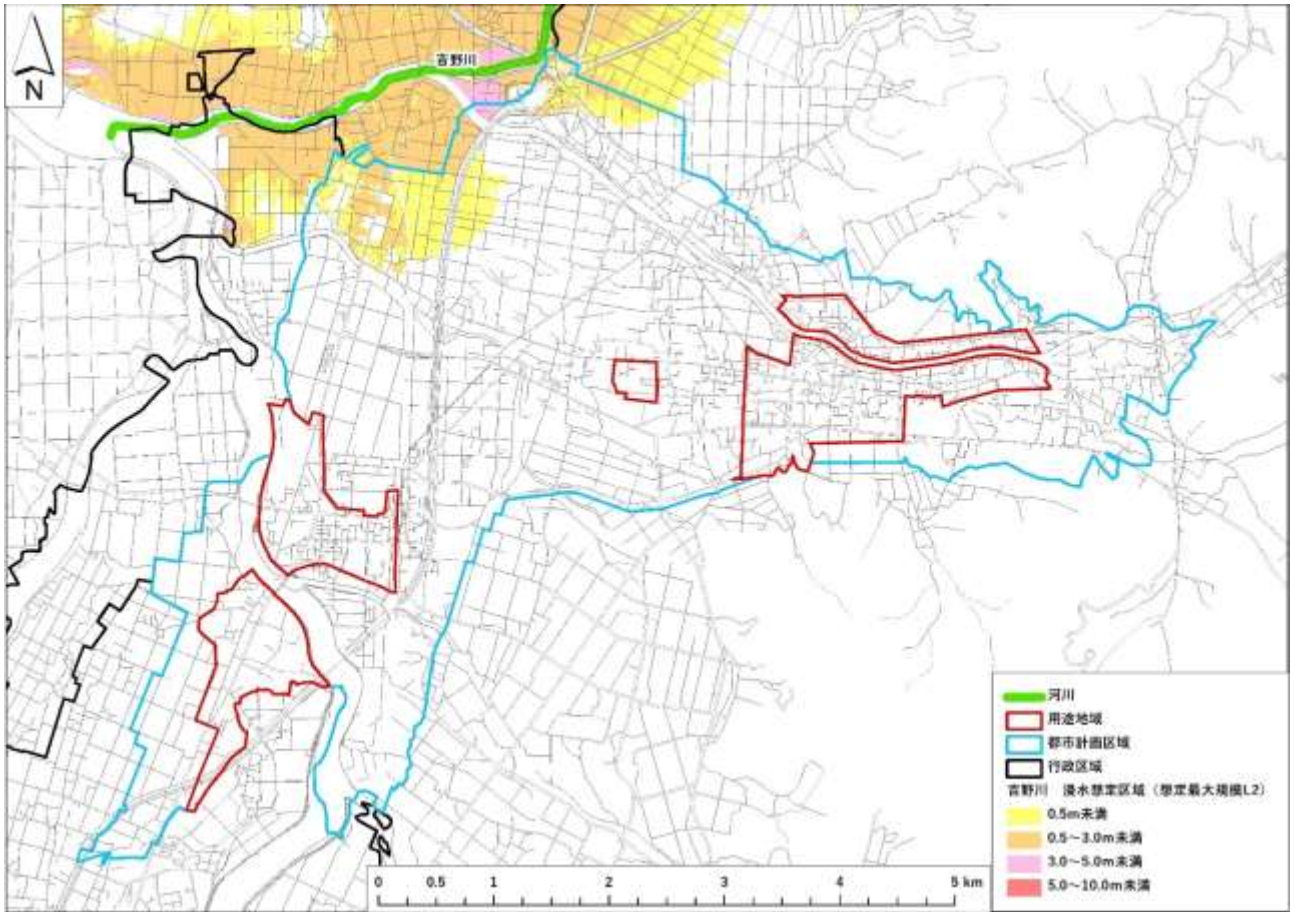 N
吉野川
河川
用途地域
都市計画区域
行政区域
吉野川 浸水想定区域（想定最大規模L2）
0.5m未満
0.5～3.0m未満
3.0～5.0m未満
5.0～10.0m未満
0 0.5 1 2 3 4 5 km